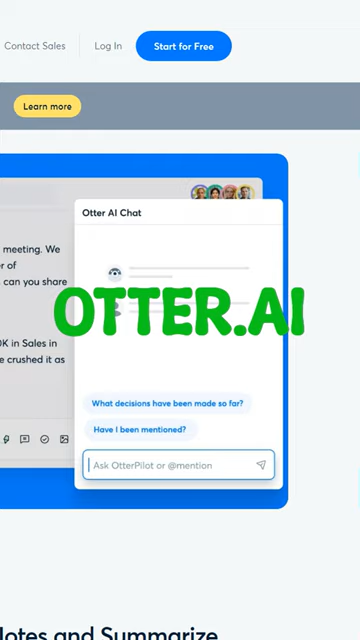 Contact Sales
Log In
Start for Free
Learn more
Otter AI Chat
meeting. We
er of
can you share
OTTER.AI
0K in Sales in
e crushed it as
What decisions have been made so far?
Have I been mentioned?
Ask OtterPilot or @mention
Notes and Summarize